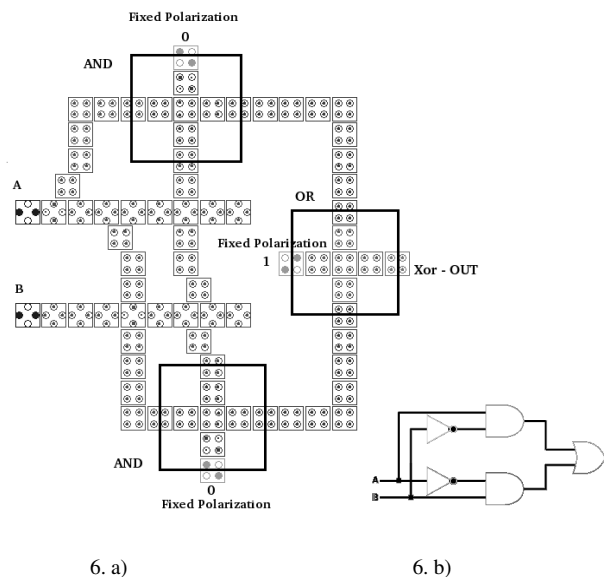 Fixed Polarization
0
AND
A
OR
Fixed Polarization
1
Xor - OUT
B
AND
0
Fixed Polarization
A
B
6. a)
6. b)